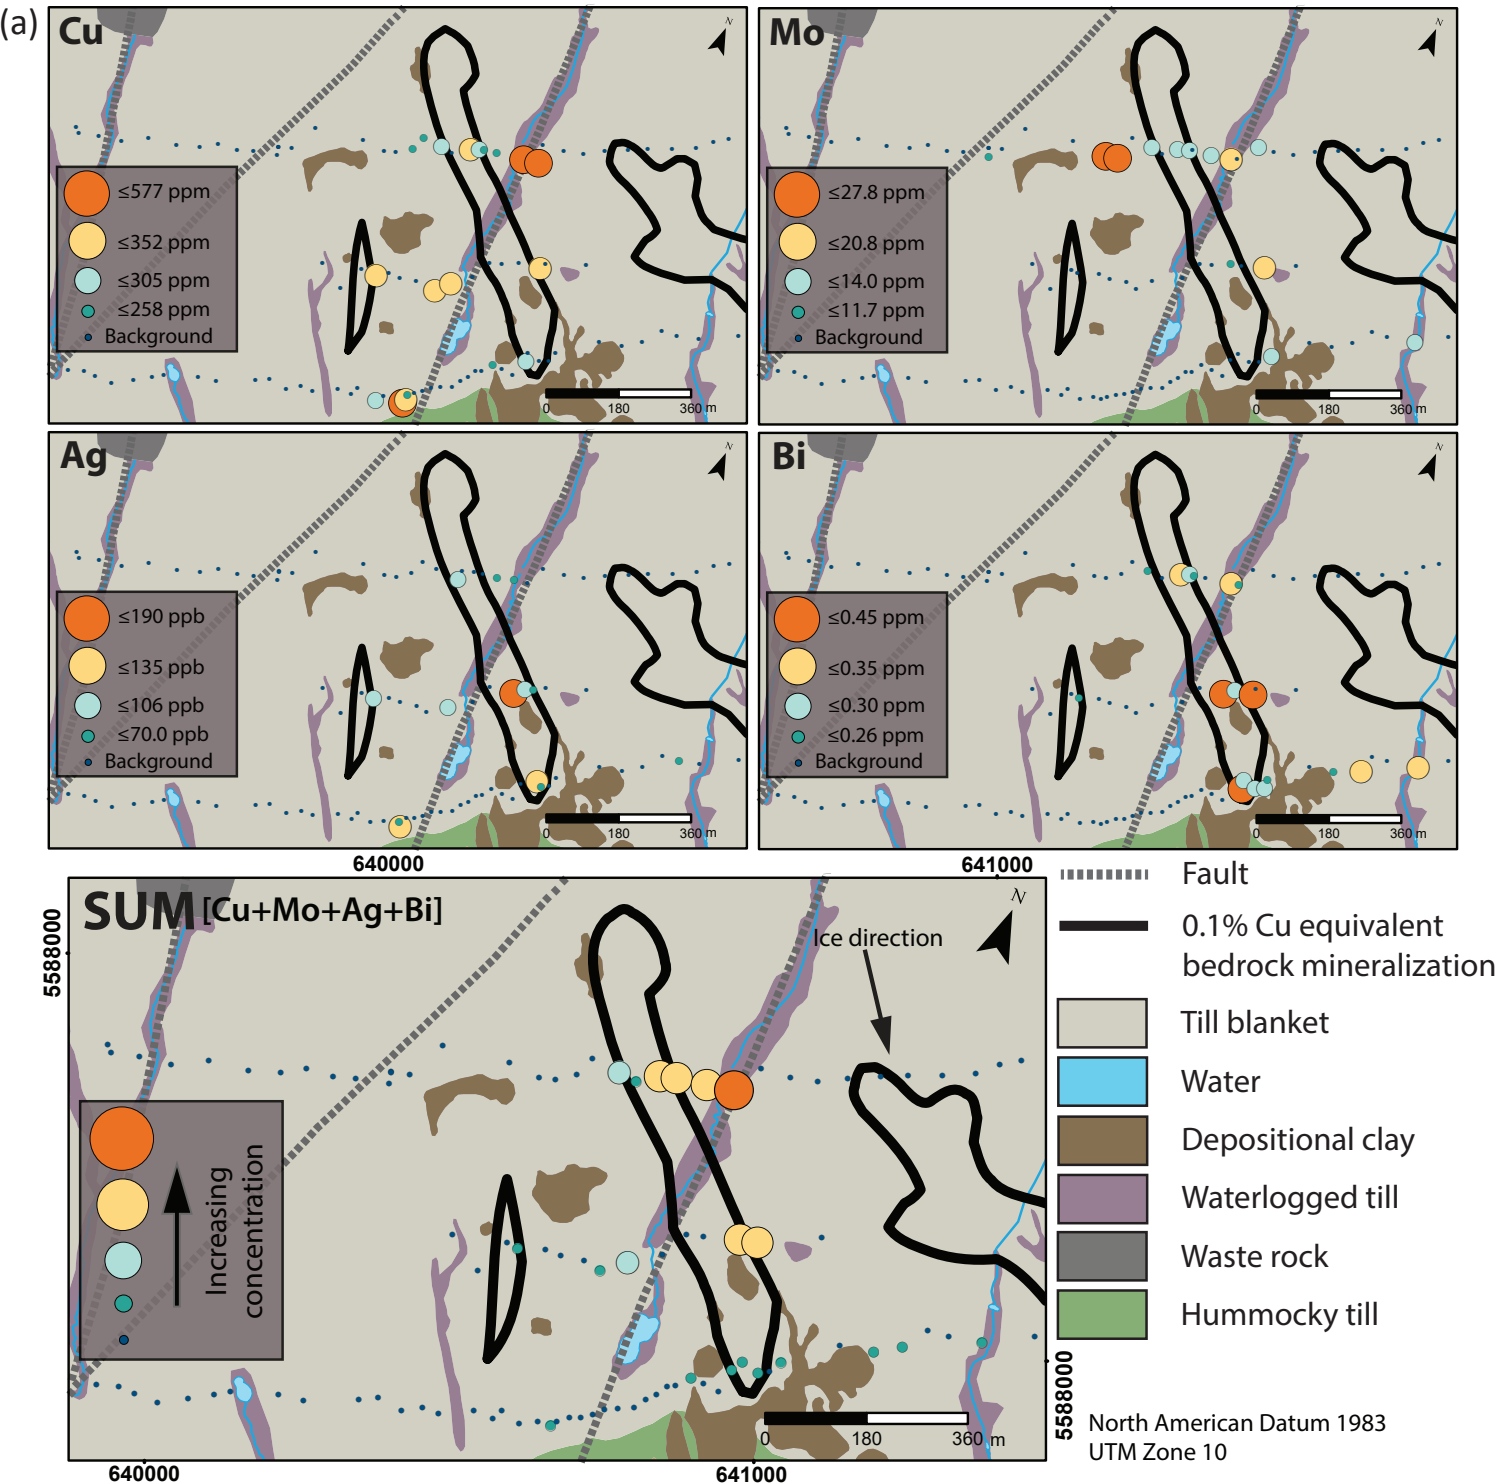 (a)
Cu
N
≤577 ppm
≤352 ppm
≤305 ppm
≤258 ppm
Background
0 180 360 m
Mo
N
≤27.8 ppm
≤20.8 ppm
≤14.0 ppm
≤11.7 ppm
Background
0 180 360 m
Ag
N
≤190 ppb
≤135 ppb
≤106 ppb
≤70.0 ppb
Background
0 180 360 m
Bi
N
≤0.45 ppm
≤0.35 ppm
≤0.30 ppm
≤0.26 ppm
Background
0 180 360 m
640000 641000
SUM [Cu+Mo+Ag+Bi]
N
Ice direction
5588000
Increasing
concentration
0 180 360 m
5588000
640000 641000
Fault
0.1% Cu equivalent
bedrock mineralization
Till blanket
Water
Depositional clay
Waterlogged till
Waste rock
Hummocky till
North American Datum 1983
UTM Zone 10